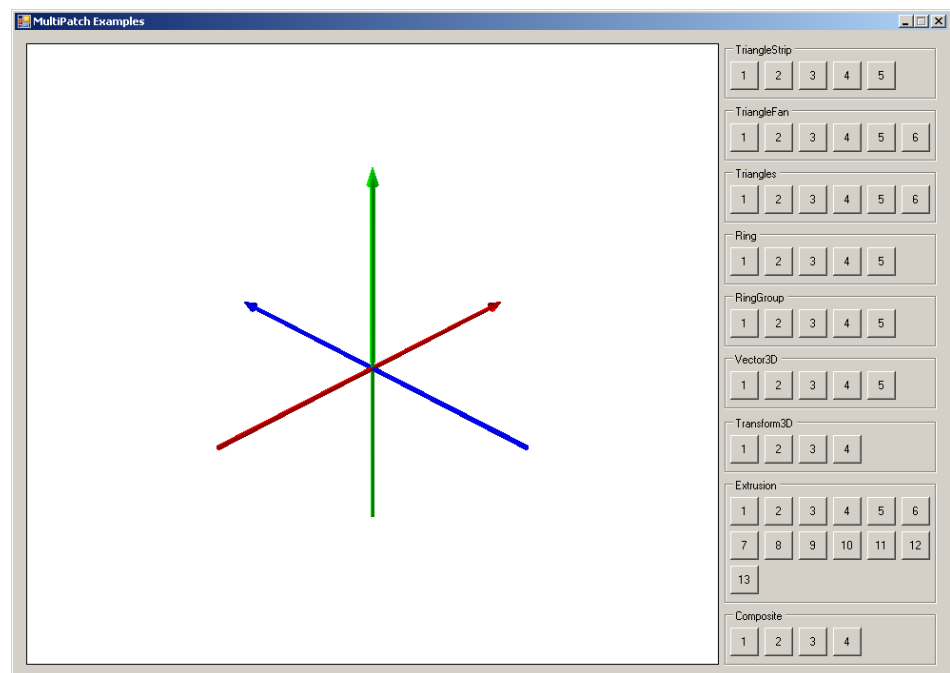 MultiPatch Examples
TriangleStrip
1 2 3 4 5
TriangleFan
1 2 3 4 5 6
Triangles
1 2 3 4 5 6
Ring
1 2 3 4 5
RingGroup
1 2 3 4 5
Vector3D
1 2 3 4 5
Transform3D
1 2 3 4
Extrusion
1 2 3 4 5 6
7 8 9 10 11 12
13
Composite
1 2 3 4